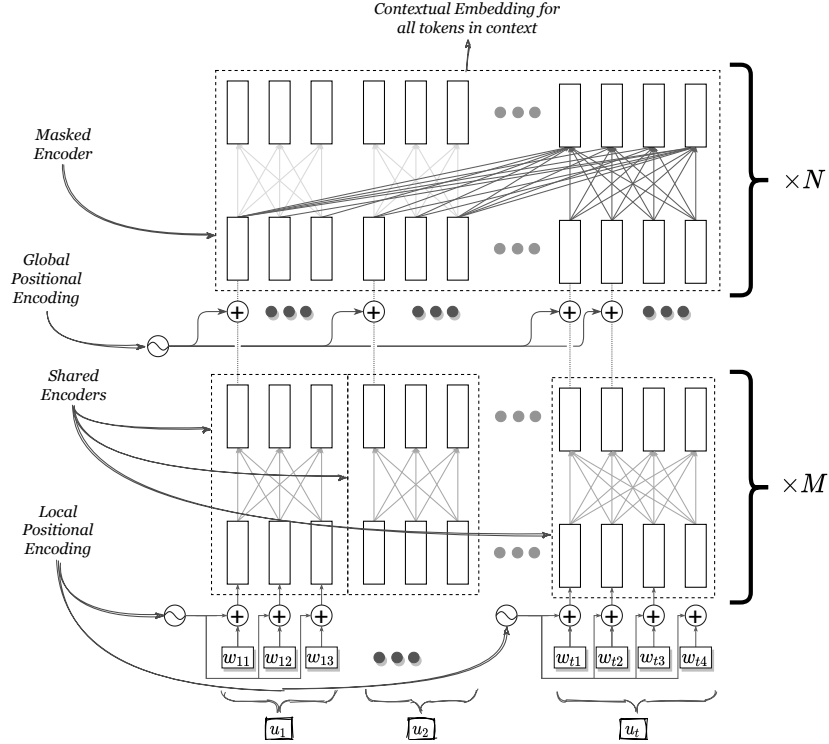 Contextual Embedding for
all tokens in context
Masked
Encoder
×N
Global
Positional
Encoding
Shared
Encoders
×M
Local
Positional
Encoding
w11 w12 w13 wt1 wt2 wt3 wt4
u1 u2 ut